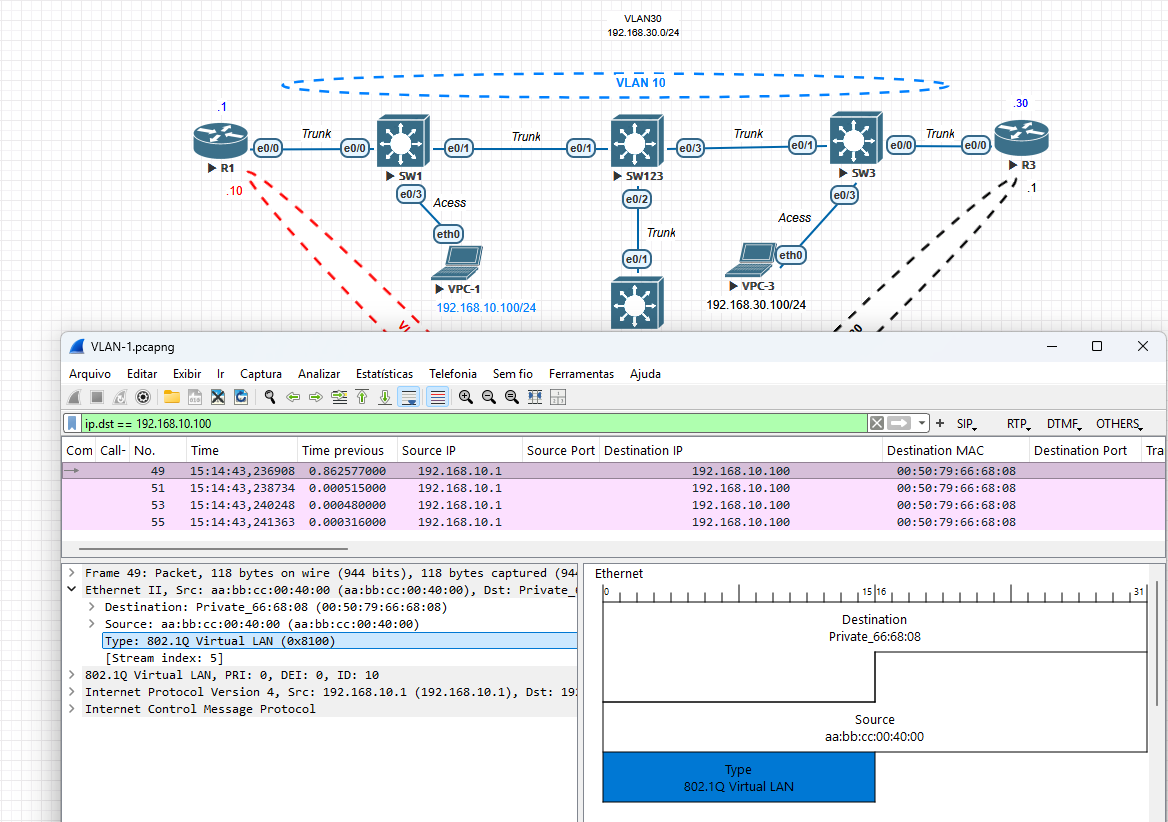 VLAN30
192.168.30.0/24
VLAN 10
.1
.30
Trunk
Trunk
Trunk
Trunk
e0/0
e0/0
e0/1
e0/1
e0/3
e0/1
e0/0
e0/0
R1
SW1
SW123
SW3
R3
.10
.1
e0/3
Acess
e0/2
e0/3
Acess
eth0
Trunk
e0/1
eth0
VPC-1
VPC-3
192.168.10.100/24
192.168.30.100/24
VLAN-1.pcapng
Arquivo Editar Exibir Ir Captura Analizar Estatísticas Telefonia Sem fio Ferramentas Ajuda
ip.dst == 192.168.10.100 + SIP RTP DTMF OTHERS
Com Call- No. Time Time previous Source IP Source Port Destination IP Destination MAC Destination Port Tra
49 15:14:43,236908 0.862577000 192.168.10.1 192.168.10.100 00:50:79:66:68:08
51 15:14:43,238734 0.000515000 192.168.10.1 192.168.10.100 00:50:79:66:68:08
53 15:14:43,240248 0.000480000 192.168.10.1 192.168.10.100 00:50:79:66:68:08
55 15:14:43,241363 0.000316000 192.168.10.1 192.168.10.100 00:50:79:66:68:08
Frame 49: Packet, 118 bytes on wire (944 bits), 118 bytes captured (944
Ethernet II, Src: aa:bb:cc:00:40:00 (aa:bb:cc:00:40:00), Dst: Private_
Destination: Private_66:68:08 (00:50:79:66:68:08)
Source: aa:bb:cc:00:40:00 (aa:bb:cc:00:40:00)
Type: 802.1Q Virtual LAN (0x8100)
[Stream index: 5]
802.1Q Virtual LAN, PRI: 0, DEI: 0, ID: 10
Internet Protocol Version 4, Src: 192.168.10.1 (192.168.10.1), Dst: 19
Internet Control Message Protocol
Ethernet
0 15 16 31
Destination
Private_66:68:08
Source
aa:bb:cc:00:40:00
Type
802.1Q Virtual LAN